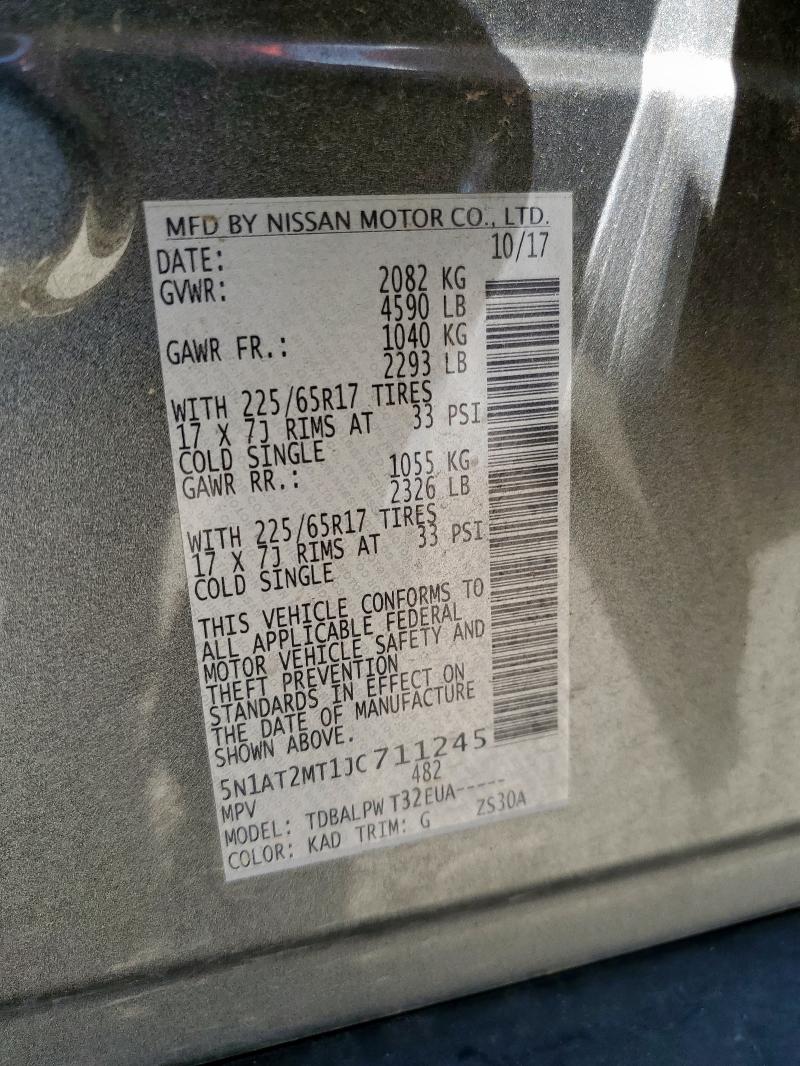 MFD BY NISSAN MOTOR CO., LTD.
DATE: 10/17
GVWR: 2082 KG
4590 LB
GAWR FR.: 1040 KG
2293 LB
WITH 225/65R17 TIRES
17 X 7J RIMS AT 33 PSI
COLD SINGLE
GAWR RR.: 1055 KG
2326 LB
WITH 225/65R17 TIRES
17 X 7J RIMS AT 33 PSI
COLD SINGLE
THIS VEHICLE CONFORMS TO
ALL APPLICABLE FEDERAL
MOTOR VEHICLE SAFETY AND
THEFT PREVENTION
STANDARDS IN EFFECT ON
THE DATE OF MANUFACTURE
SHOWN ABOVE.
5N1AT2MT1JC711245
MPV 482
MODEL: TDBALPW T32EUA-----
COLOR: KAD TRIM: G ZS30A